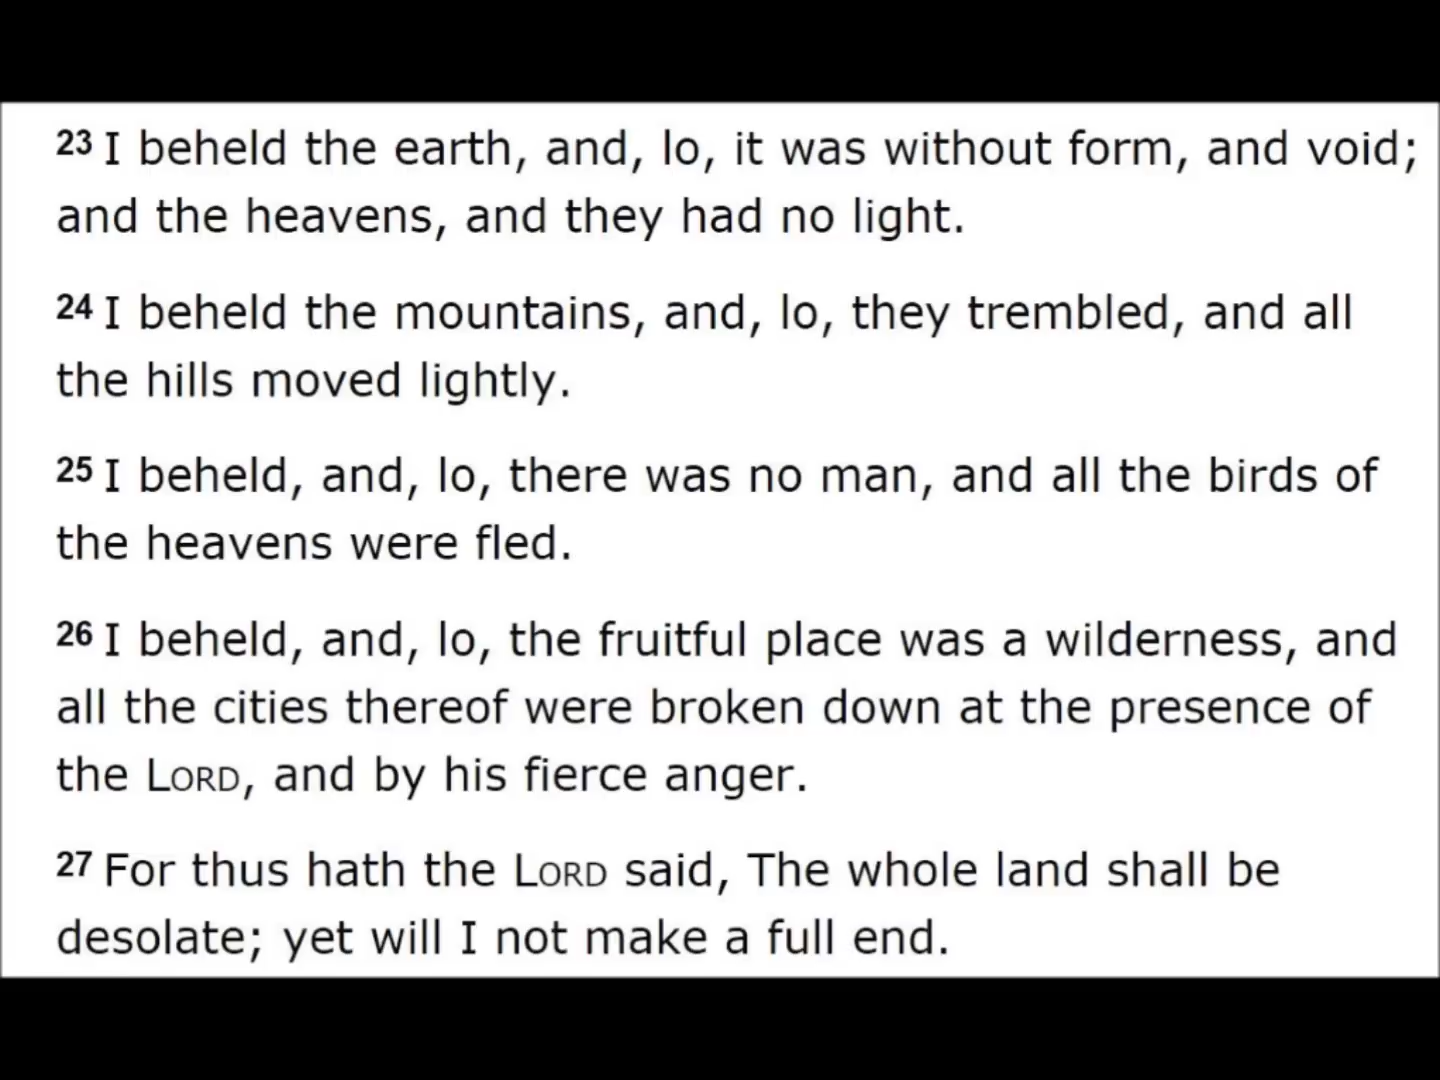 23 I beheld the earth, and, lo, it was without form, and void;
and the heavens, and they had no light.
24 I beheld the mountains, and, lo, they trembled, and all
the hills moved lightly.
25 I beheld, and, lo, there was no man, and all the birds of
the heavens were fled.
26 I beheld, and, lo, the fruitful place was a wilderness, and
all the cities thereof were broken down at the presence of
the LORD, and by his fierce anger.
27 For thus hath the LORD said, The whole land shall be
desolate; yet will I not make a full end.